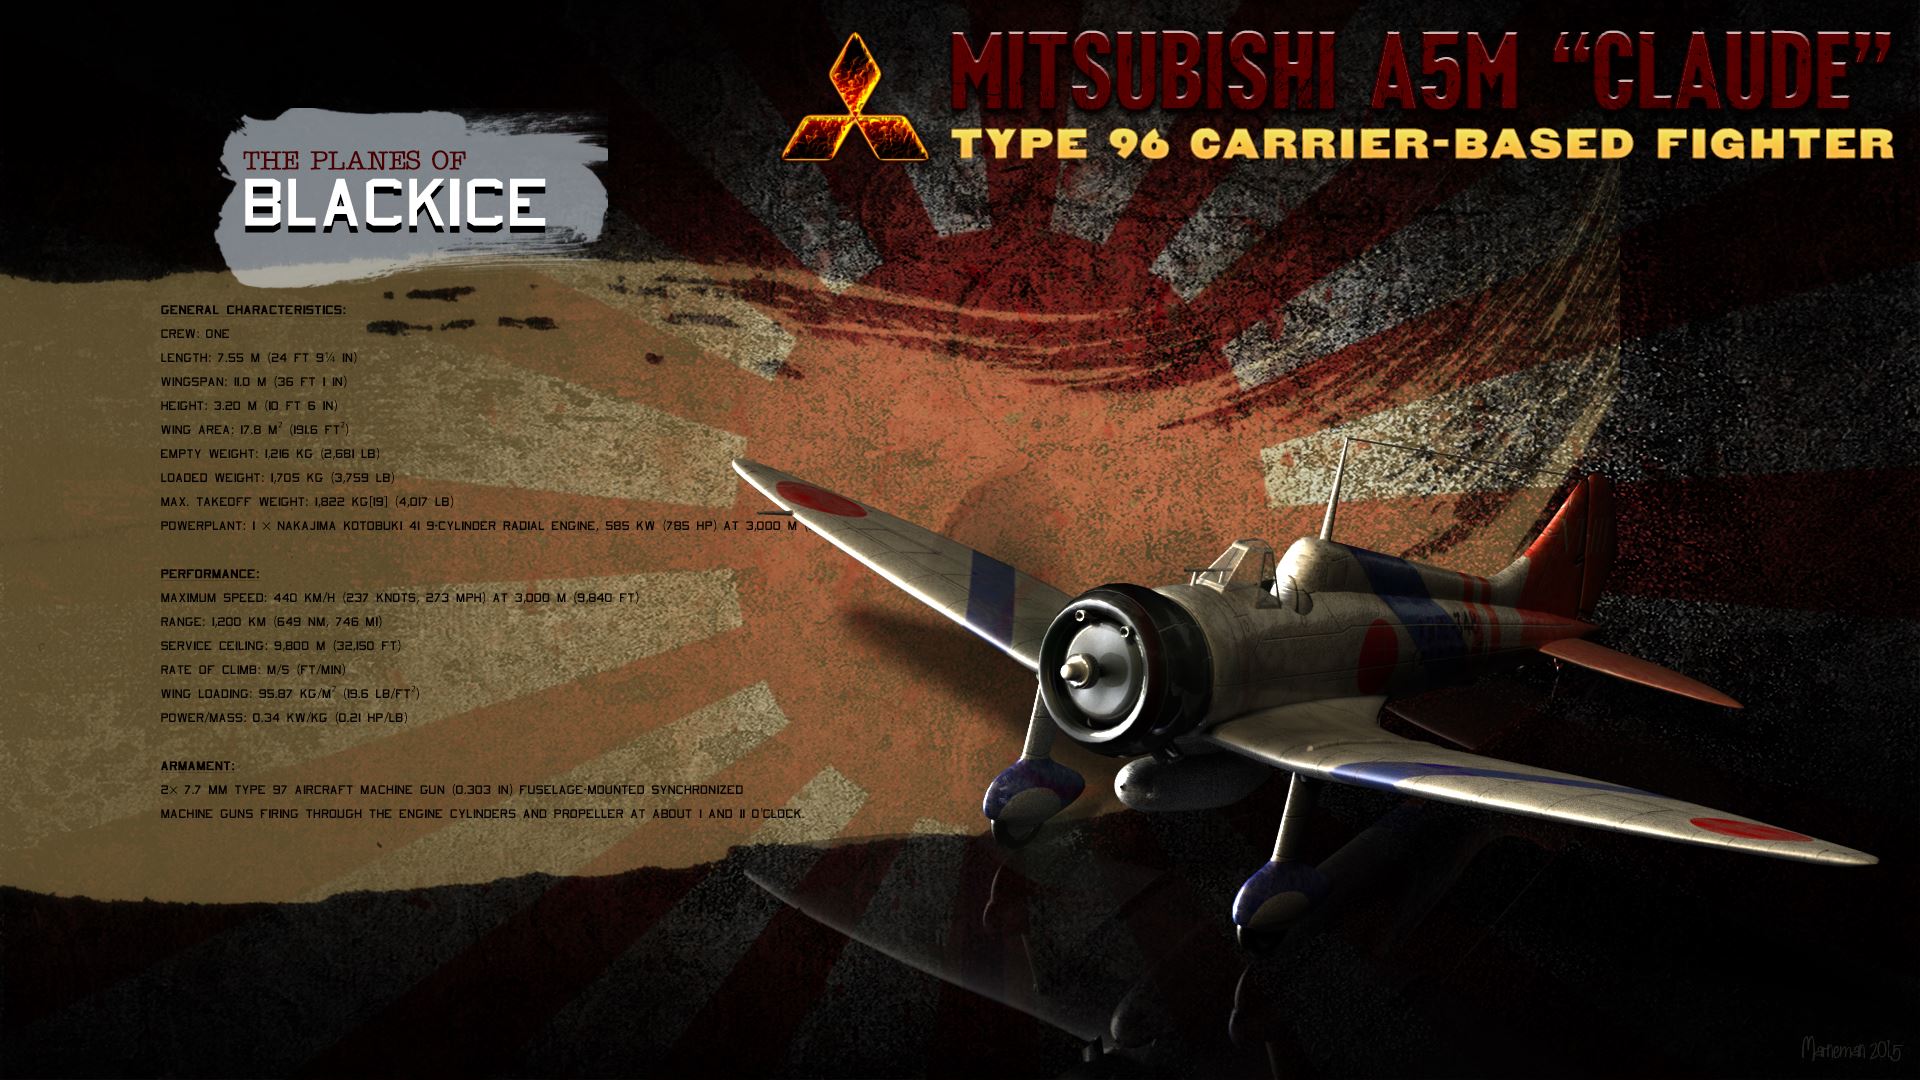 MITSUBISHI A5M "CLAUDE"
TYPE 96 CARRIER-BASED FIGHTER
THE PLANES OF
BLACKICE
GENERAL CHARACTERISTICS:
CREW: ONE
LENGTH: 7.55 M (24 FT 9¼ IN)
WINGSPAN: 11.0 M (36 FT 1 IN)
HEIGHT: 3.20 M (10 FT 6 IN)
WING AREA: 17.8 M² (191.6 FT²)
EMPTY WEIGHT: 1,216 KG (2,681 LB)
LOADED WEIGHT: 1,705 KG (3,759 LB)
MAX. TAKEOFF WEIGHT: 1,822 KG[19] (4,017 LB)
POWERPLANT: 1 × NAKAJIMA KOTOBUKI 41 9-CYLINDER RADIAL ENGINE, 585 KW (785 HP) AT 3,000 M (
PERFORMANCE:
MAXIMUM SPEED: 440 KM/H (237 KNOTS, 273 MPH) AT 3,000 M (9,840 FT)
RANGE: 1,200 KM (649 NM, 746 MI)
SERVICE CEILING: 9,800 M (32,150 FT)
RATE OF CLIMB: M/S (FT/MIN)
WING LOADING: 95.87 KG/M² (19.6 LB/FT²)
POWER/MASS: 0.34 KW/KG (0.21 HP/LB)
ARMAMENT:
2× 7.7 MM TYPE 97 AIRCRAFT MACHINE GUN (0.303 IN) FUSELAGE-MOUNTED SYNCHRONIZED
MACHINE GUNS FIRING THROUGH THE ENGINE CYLINDERS AND PROPELLER AT ABOUT 1 AND 11 O'CLOCK.
Marneman 2015